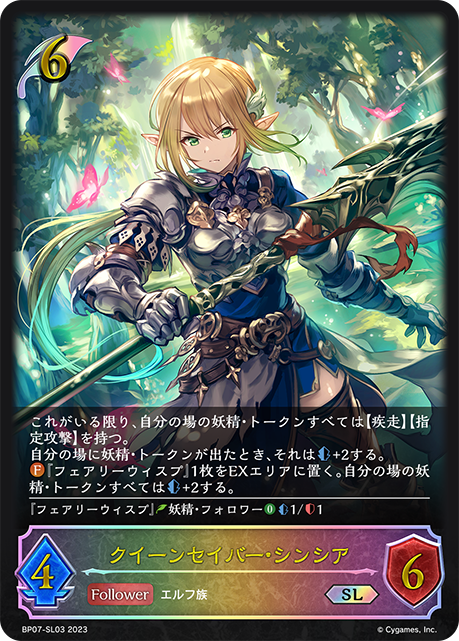 6
これがいる限り、自分の場の妖精・トークンすべては【疾走】【指
定攻撃】を持つ。
自分の場に妖精・トークンが出たとき、それは+2する。
F『フェアリーウィスプ』1枚をEXエリアに置く。自分の場の妖
精・トークンすべては+2する。
『フェアリーウィスプ』妖精・フォロワー 0 1/1
クイーンセイバー・シンシア
4
Follower エルフ族
SL
6
BP07-SL03 2023
© Cygames, Inc.